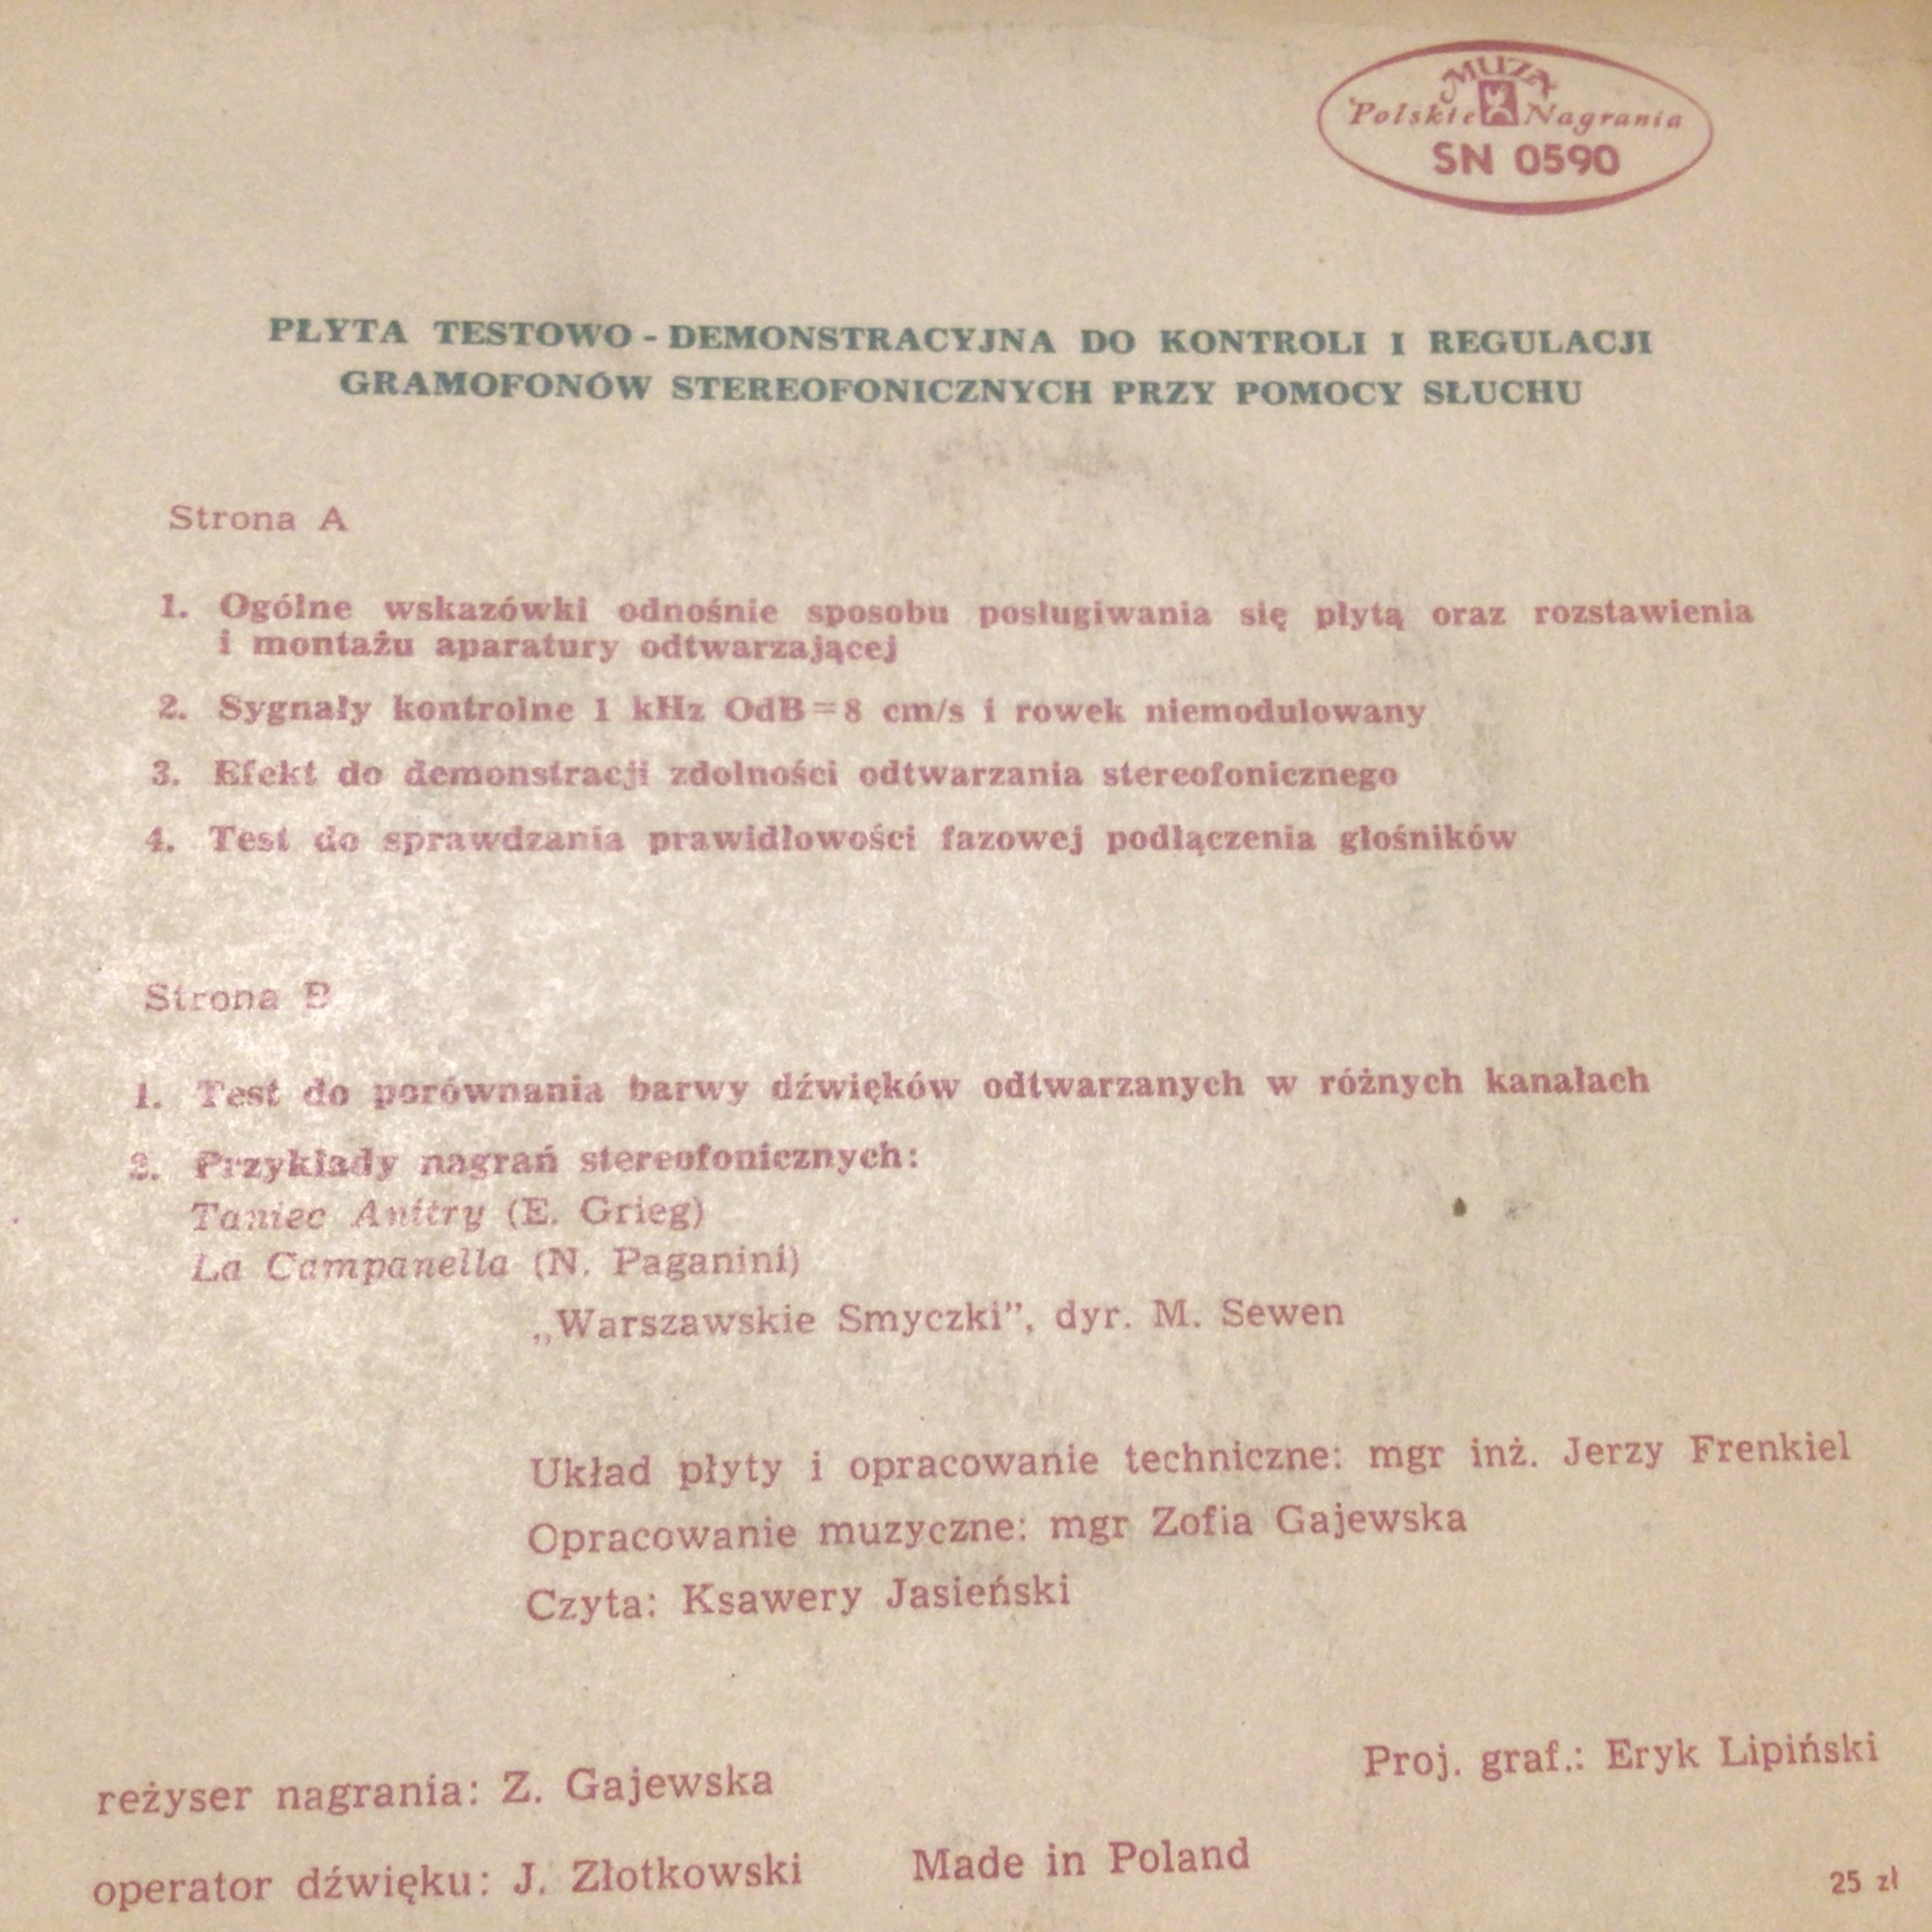 MUZA
Polskie Nagrania
SN 0590
PŁYTA TESTOWO - DEMONSTRACYJNA DO KONTROLI I REGULACJI
GRAMOFONÓW STEREOFONICZNYCH PRZY POMOCY SŁUCHU
Strona A
1. Ogólne wskazówki odnośnie sposobu posługiwania się płytą oraz rozstawienia
i montażu aparatury odtwarzającej
2. Sygnały kontrolne 1 kHz OdB=8 cm/s i rowek niemodulowany
3. Efekt do demonstracji zdolności odtwarzania stereofonicznego
4. Test do sprawdzania prawidłowości fazowej podłączenia głośników
Strona B
1. Test do porównania barwy dźwięków odtwarzanych w różnych kanałach
2. Przykłady nagrań stereofonicznych:
Taniec Anitry (E. Grieg)
La Campanella (N. Paganini)
„Warszawskie Smyczki”, dyr. M. Sewen
Układ płyty i opracowanie techniczne: mgr inż. Jerzy Frenkiel
Opracowanie muzyczne: mgr Zofia Gajewska
Czyta: Ksawery Jasieński
Proj. graf.: Eryk Lipiński
reżyser nagrania: Z. Gajewska
operator dźwięku: J. Złotkowski
Made in Poland
25 zł